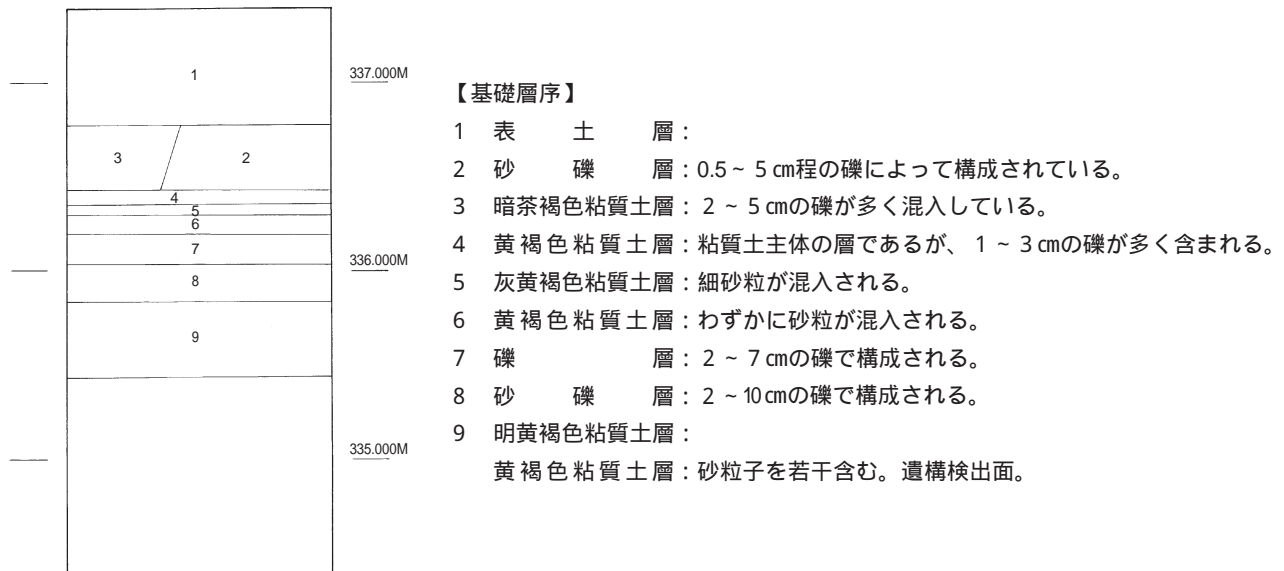 1
337.000M
3
2
4
5
6
7
336.000M
8
9
335.000M
【基礎層序】
1 表土層：
2 砂礫層：0.5～5㎝程の礫によって構成されている。
3 暗茶褐色粘質土層：2～5㎝の礫が多く混入している。
4 黄褐色粘質土層：粘質土主体の層であるが、1～3㎝の礫が多く含まれる。
5 灰黄褐色粘質土層：細砂粒が混入される。
6 黄褐色粘質土層：わずかに砂粒が混入される。
7 礫層：2～7㎝の礫で構成される。
8 砂礫層：2～10㎝の礫で構成される。
9 明黄褐色粘質土層：
黄褐色粘質土層：砂粒子を若干含む。遺構検出面。